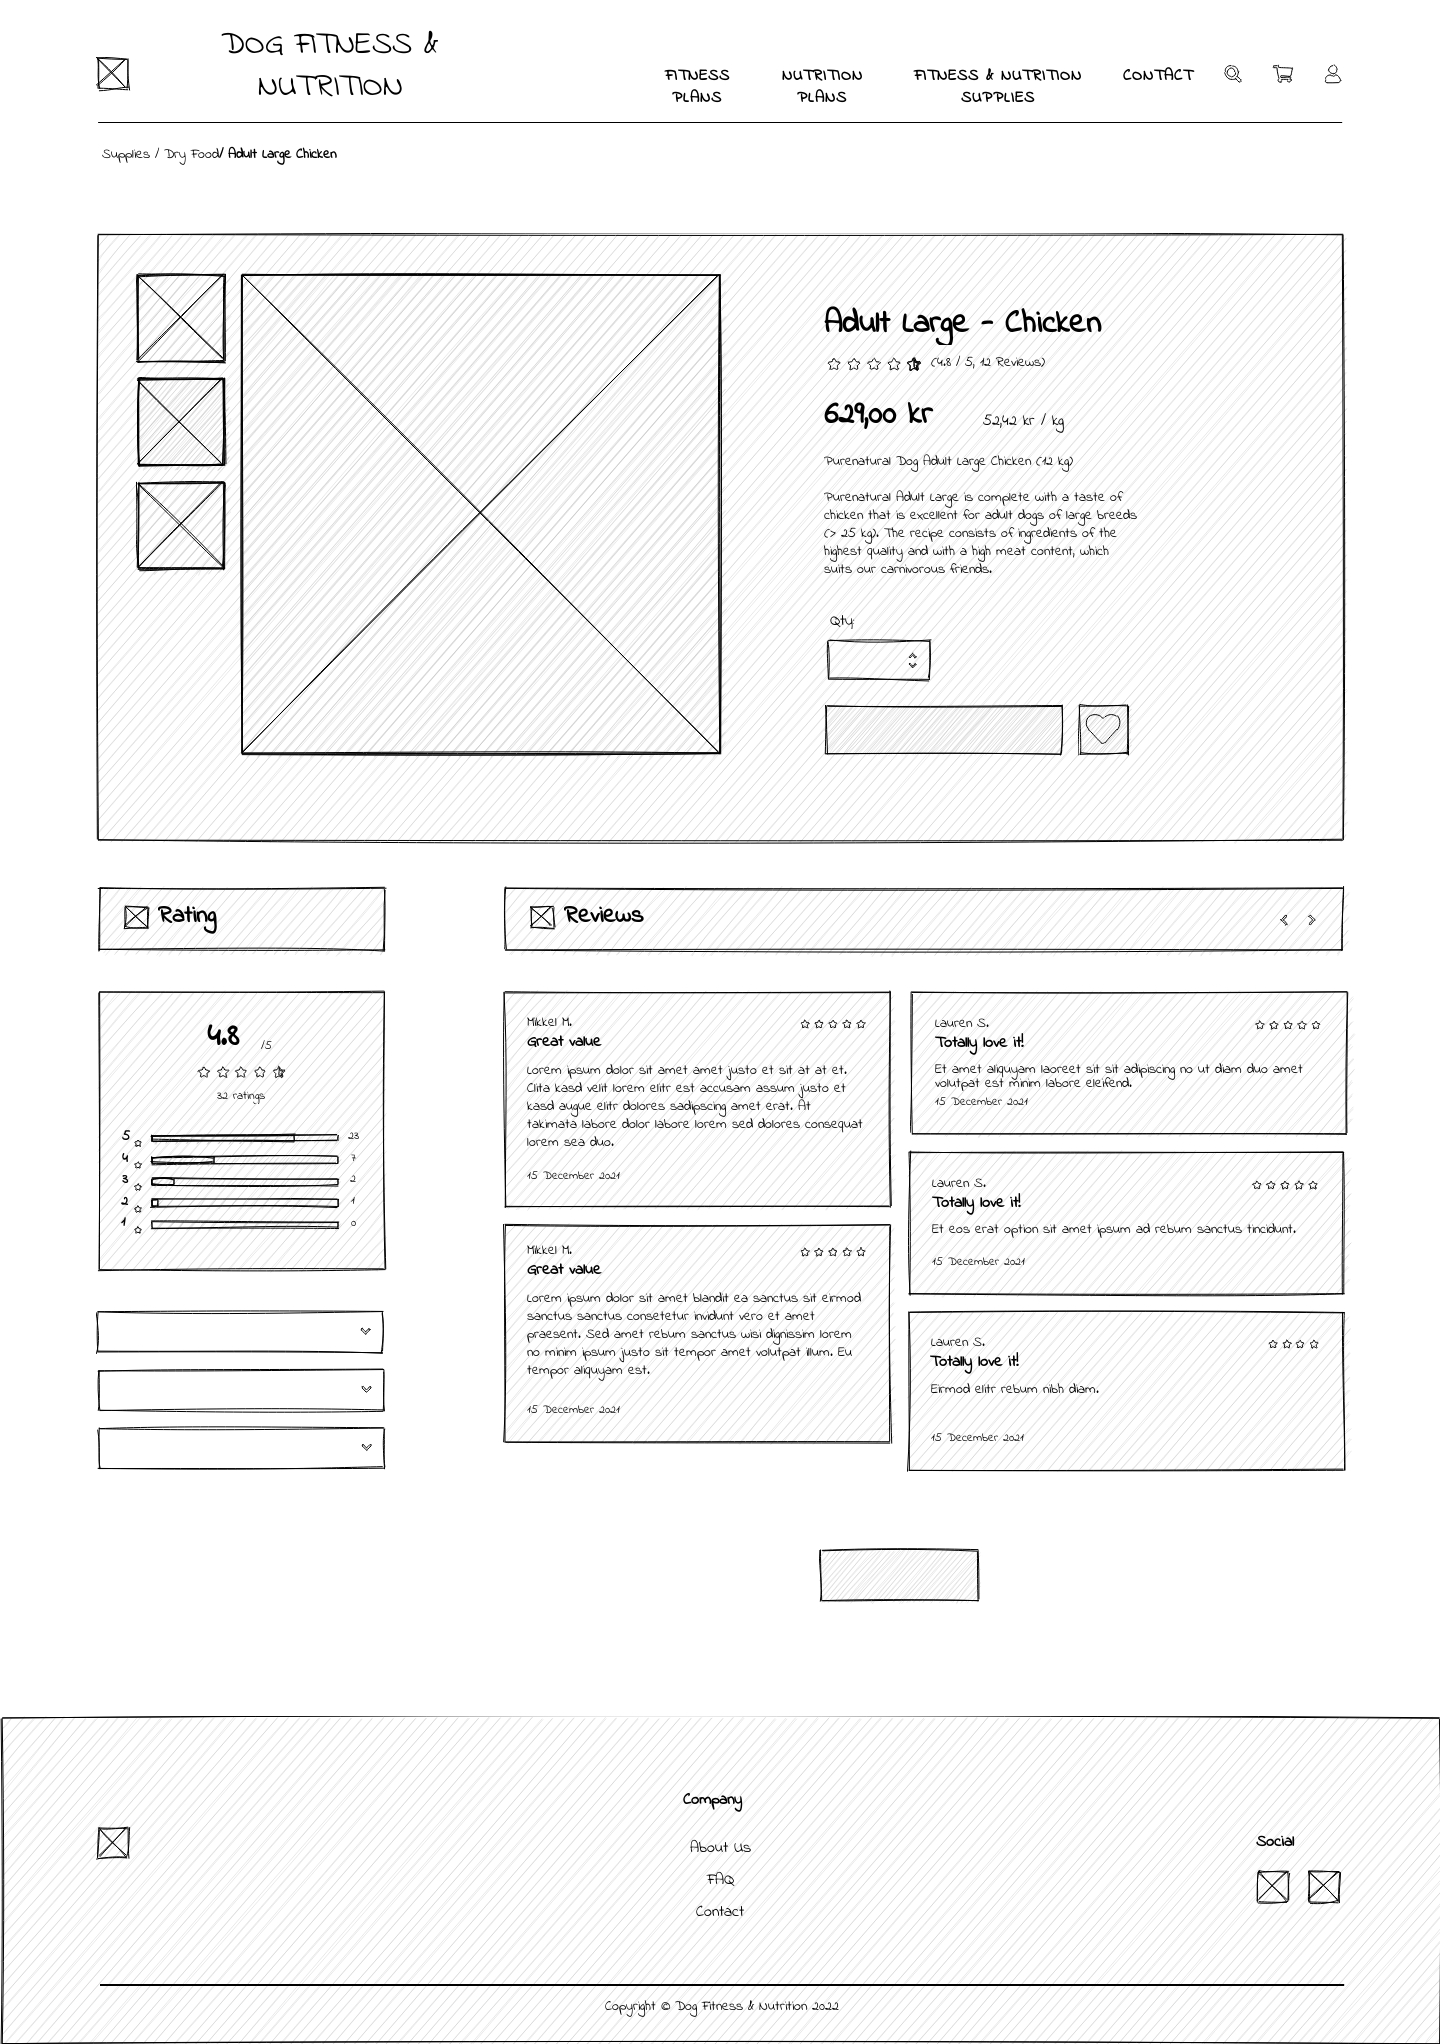 DOG FITNESS &
NUTRITION
FITNESS
PLANS
NUTRITION
PLANS
FITNESS & NUTRITION
SUPPLIES
CONTACT
Supplies / Dry Food/ Adult Large Chicken
Adult Large - Chicken
(4.8 / 5, 12 Reviews)
629,00 kr 52,42 kr / kg
Purenatural Dog Adult Large Chicken (12 kg)
Purenatural Adult Large is complete with a taste of
chicken that is excellent for adult dogs of large breeds
(> 25 kg). The recipe consists of ingredients of the
highest quality and with a high meat content, which
suits our carnivorous friends.
Qty:
Rating
4.8 /5
32 ratings
5 23
4 7
3 2
2 1
1 0
Reviews
Mikkel M.
Great value
Lorem ipsum dolor sit amet amet justo et sit at at et.
Clita kasd velit lorem elitr est accusam assum justo et
kasd augue elitr dolores sadipscing amet erat. At
takimata labore dolor labore lorem sed dolores consequat
lorem sea duo.
15 December 2021
Mikkel M.
Great value
Lorem ipsum dolor sit amet blandit ea sanctus sit eirmod
sanctus sanctus consetetur invidunt vero et amet
praesent. Sed amet rebum sanctus wisi dignissim lorem
no minim ipsum justo sit tempor amet volutpat illum. Eu
tempor aliquyam est.
15 December 2021
Lauren S.
Totally love it!
Et amet aliquyam laoreet sit sit adipiscing no ut diam duo amet
volutpat est minim labore eleifend.
15 December 2021
Lauren S.
Totally love it!
Et eos erat option sit amet ipsum ad rebum sanctus tincidunt.
15 December 2021
Lauren S.
Totally love it!
Eirmod elitr rebum nibh diam.
15 December 2021
Company
About Us
FAQ
Contact
Social
Copyright © Dog Fitness & Nutrition 2022